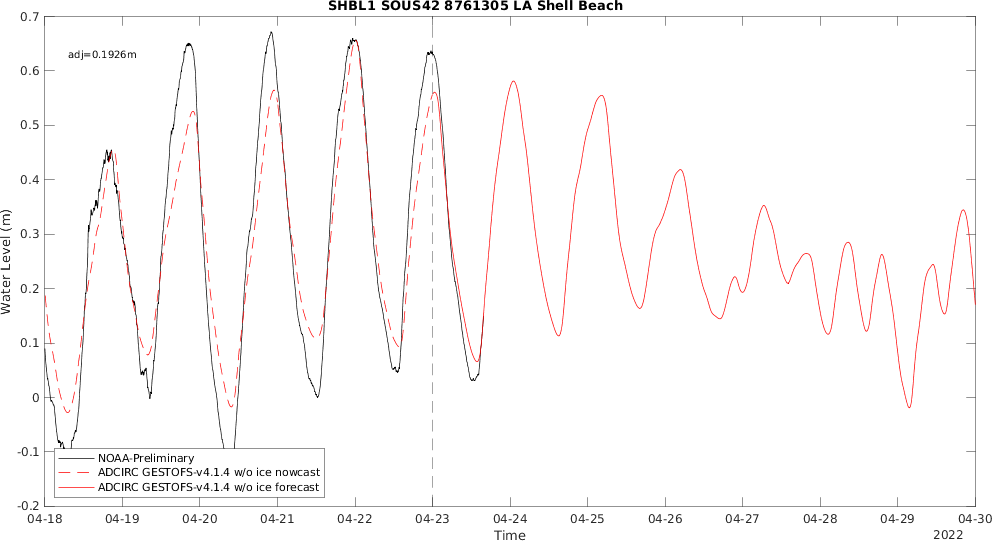 SHBL1 SOUS42 8761305 LA Shell Beach
adj=0.1926m
Water Level (m)
0.7
0.6
0.5
0.4
0.3
0.2
0.1
0
-0.1
-0.2
NOAA-Preliminary
ADCIRC GESTOFS-v4.1.4 w/o ice nowcast
ADCIRC GESTOFS-v4.1.4 w/o ice forecast
04-18 04-19 04-20 04-21 04-22 04-23 04-24 04-25 04-26 04-27 04-28 04-29 04-30
Time
2022